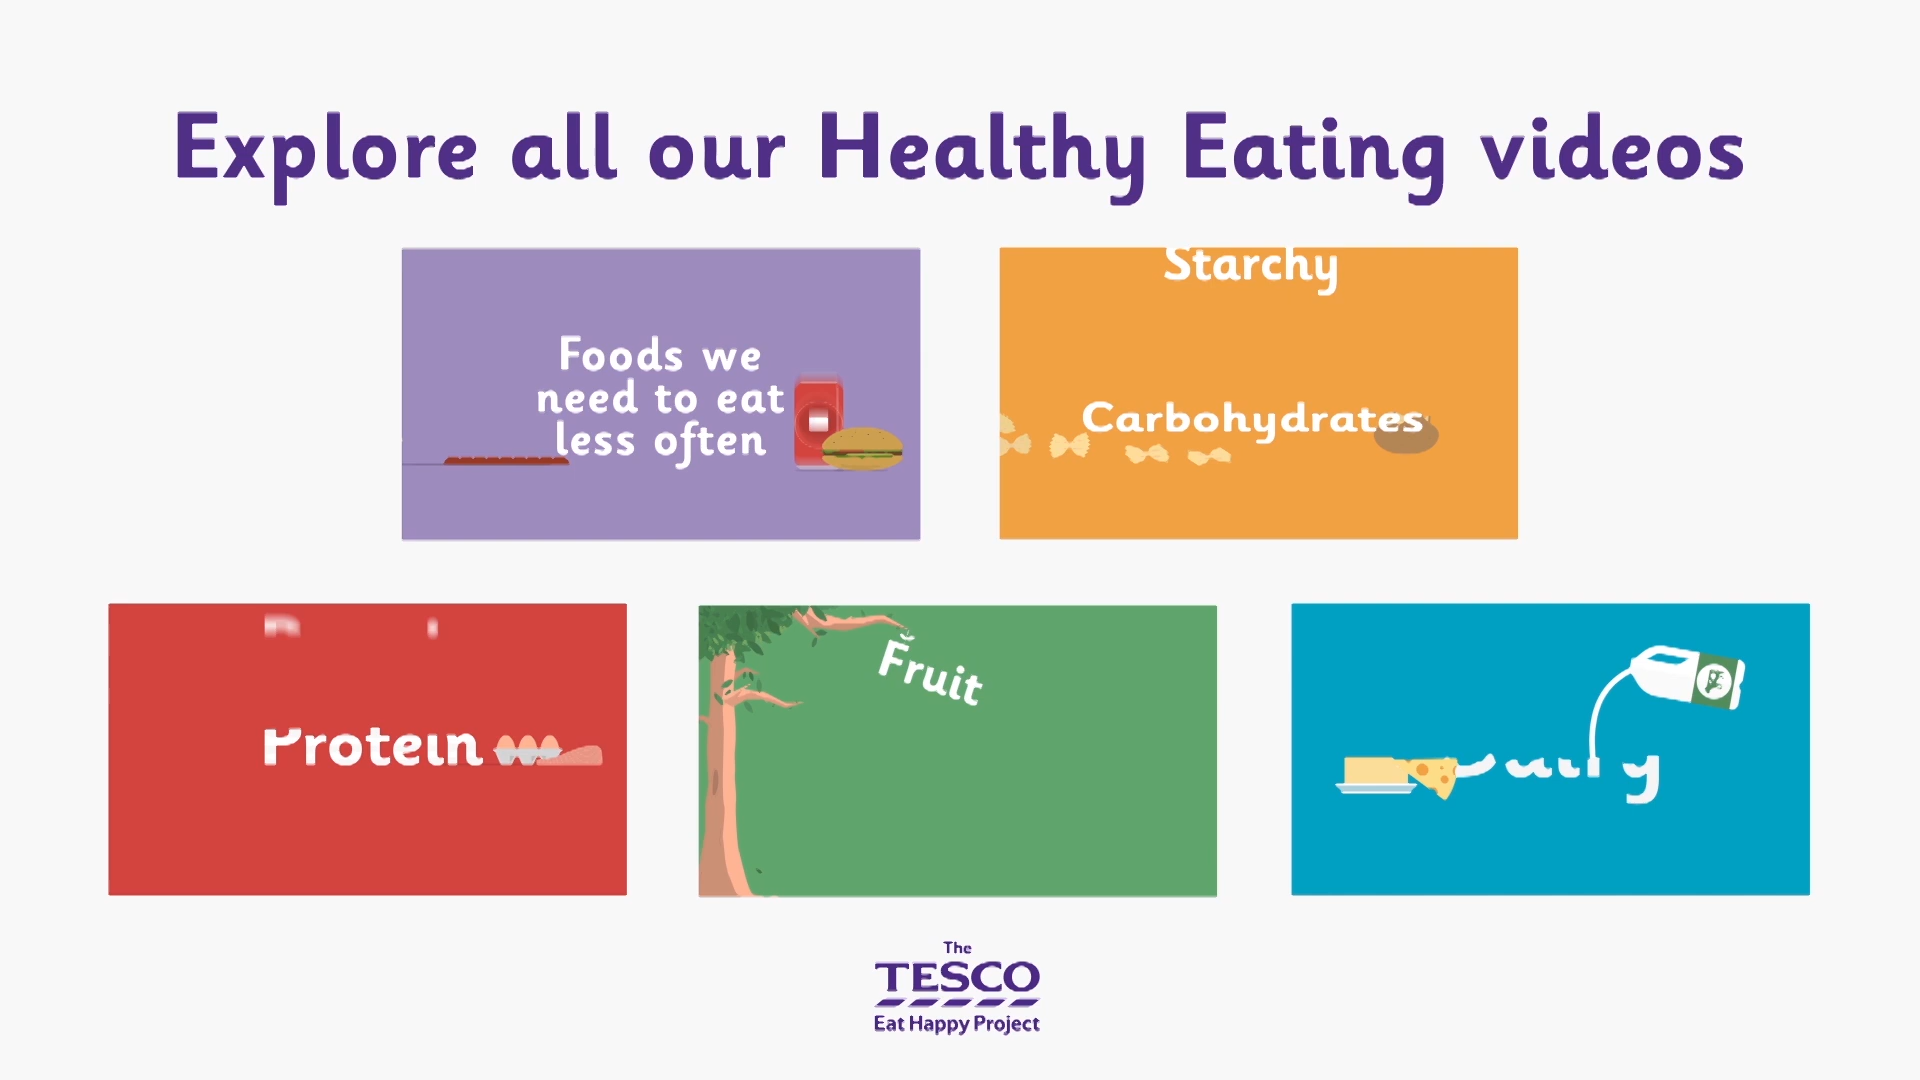 Explore all our Healthy Eating videos
Foods we
need to eat
less often
Starchy
Carbohydrates
Protein
Fruit
The
TESCO
Eat Happy Project